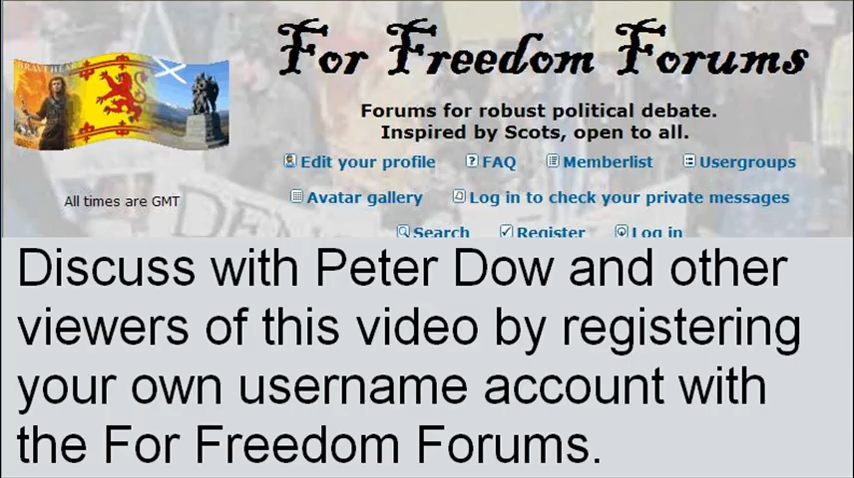 BRAVEHEART
For Freedom Forums
Forums for robust political debate.
Inspired by Scots, open to all.
Edit your profile FAQ Memberlist Usergroups
Avatar gallery Log in to check your private messages
All times are GMT
Search Register Log in
Discuss with Peter Dow and other
viewers of this video by registering
your own username account with
the For Freedom Forums.